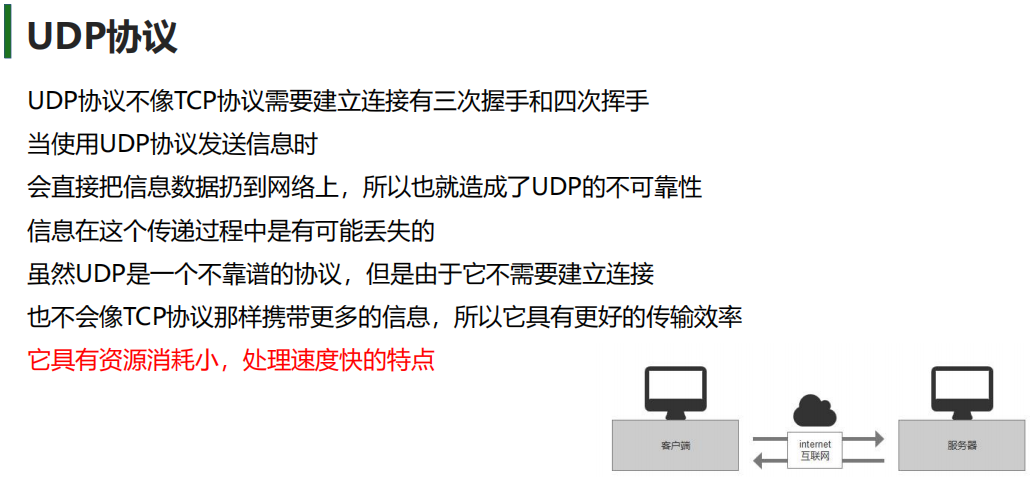 UDP协议
UDP协议不像TCP协议需要建立连接有三次握手和四次挥手
当使用UDP协议发送信息时
会直接把信息数据扔到网络上，所以也就造成了UDP的不可靠性
信息在这个传递过程中是有可能丢失的
虽然UDP是一个不靠谱的协议，但是由于它不需要建立连接
也不会像TCP协议那样携带更多的信息，所以它具有更好的传输效率
它具有资源消耗小，处理速度快的特点
客户端
internet
互联网
服务器